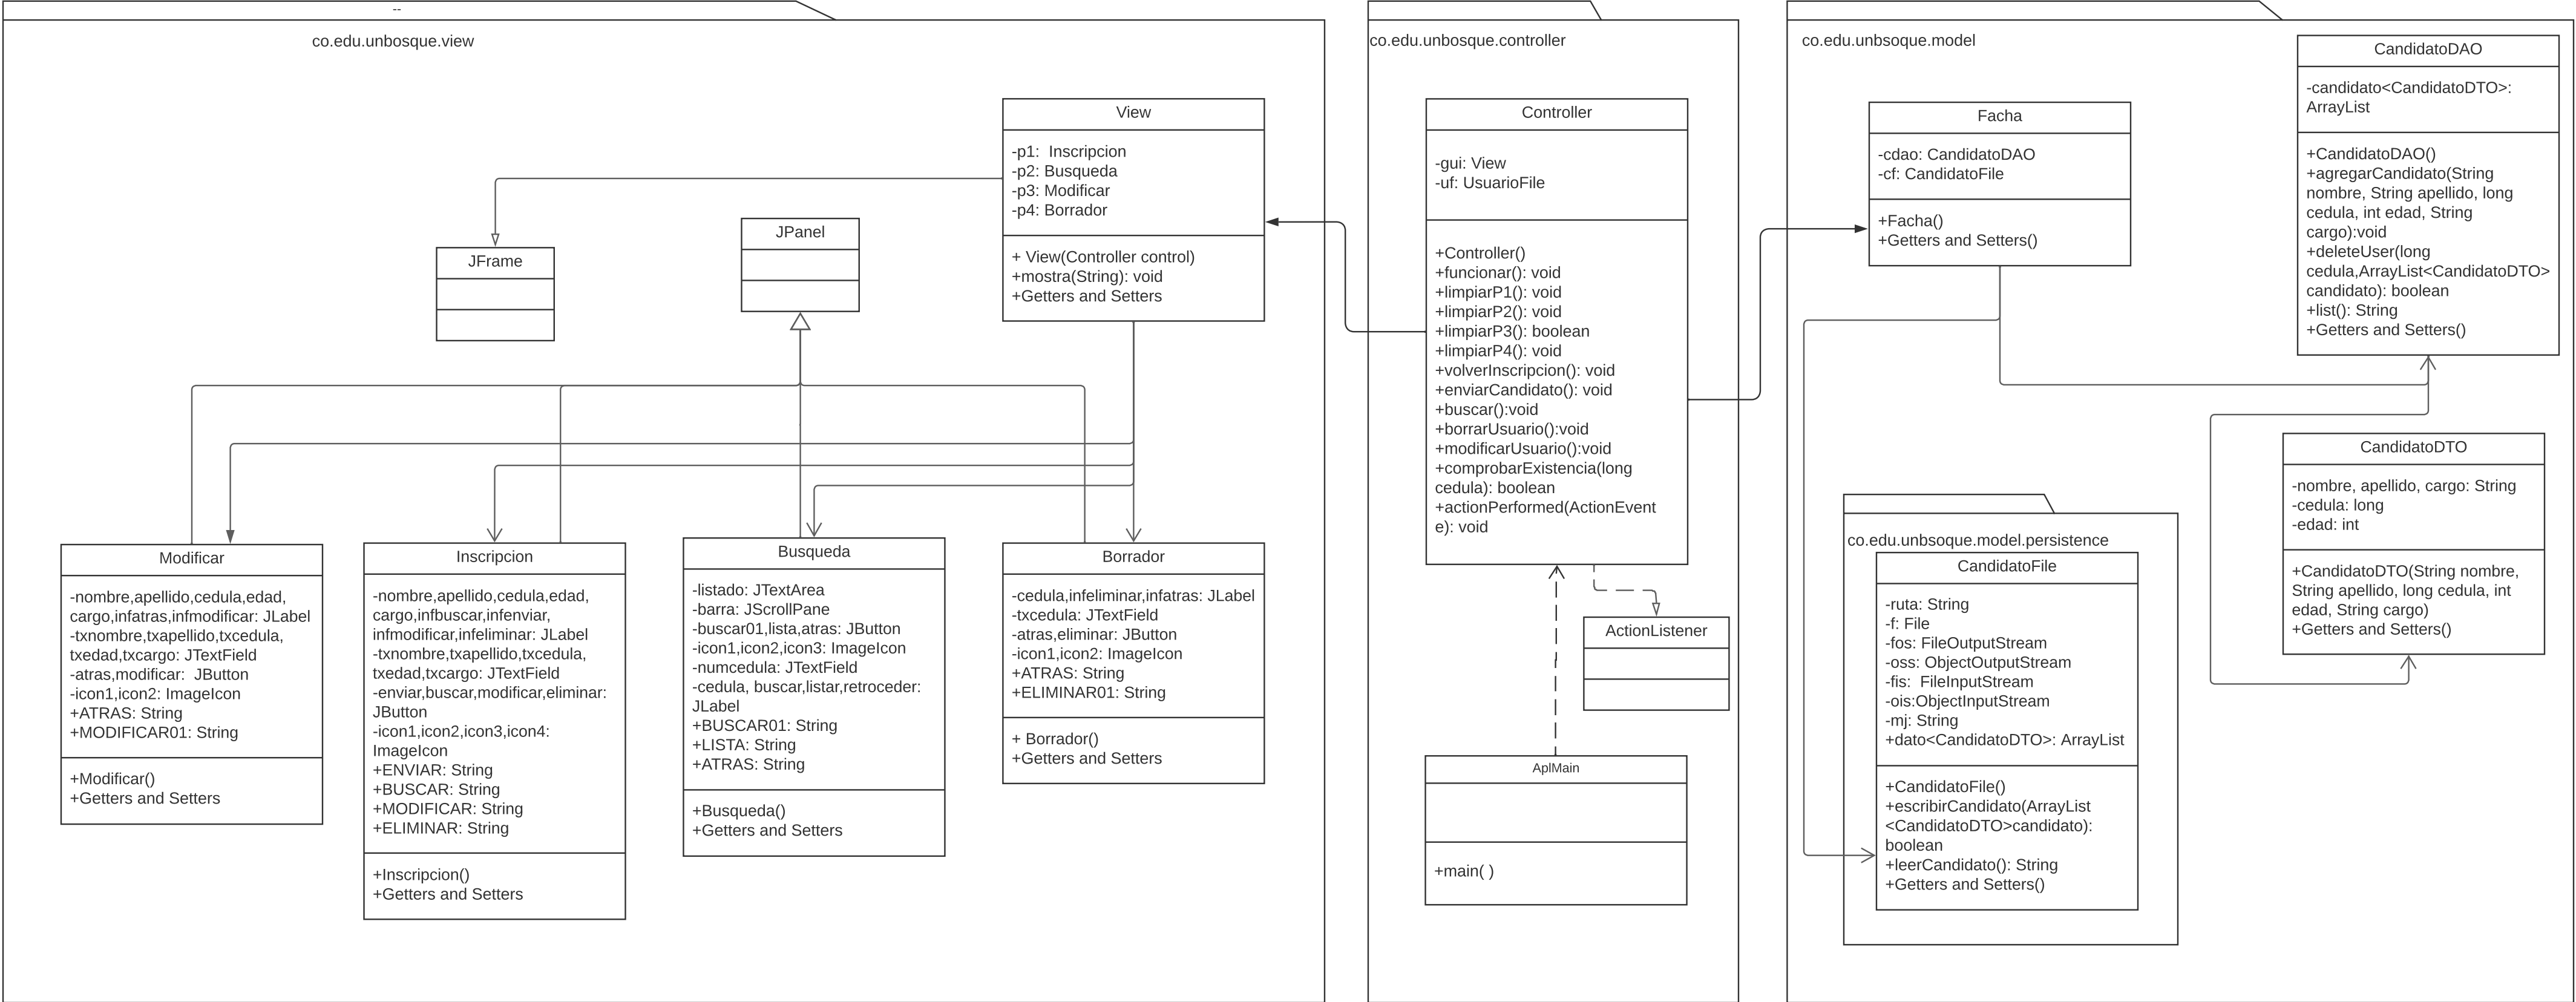 --
co.edu.unbosque.view
View
-p1:  Inscripcion
-p2: Busqueda
-p3: Modificar
-p4: Borrador
+ View(Controller control)
+mostra(String): void
+Getters and Setters
JFrame
JPanel
Modificar
-nombre,apellido,cedula,edad,
cargo,infatras,infmodificar: JLabel
-txnombre,txapellido,txcedula,
txedad,txcargo: JTextField
-atras,modificar:  JButton
-icon1,icon2: ImageIcon
+ATRAS: String
+MODIFICAR01: String
+Modificar()
+Getters and Setters
Inscripcion
-nombre,apellido,cedula,edad,
cargo,infbuscar,infenviar,
infmodificar,infeliminar: JLabel
-txnombre,txapellido,txcedula,
txedad,txcargo: JTextField
-enviar,buscar,modificar,eliminar:
JButton
-icon1,icon2,icon3,icon4:
ImageIcon
+ENVIAR: String
+BUSCAR: String
+MODIFICAR: String
+ELIMINAR: String
+Inscripcion()
+Getters and Setters
Busqueda
-listado: JTextArea
-barra: JScrollPane
-buscar01,lista,atras: JButton
-icon1,icon2,icon3: ImageIcon
-numcedula: JTextField
-cedula, buscar,listar,retroceder:
JLabel
+BUSCAR01: String
+LISTA: String
+ATRAS: String
+Busqueda()
+Getters and Setters
Borrador
-cedula,infeliminar,infatras: JLabel
-txcedula: JTextField
-atras,eliminar: JButton
-icon1,icon2: ImageIcon
+ATRAS: String
+ELIMINAR01: String
+ Borrador()
+Getters and Setters
co.edu.unbosque.controller
Controller
-gui: View
-uf: UsuarioFile
+Controller()
+funcionar(): void
+limpiarP1(): void
+limpiarP2(): void
+limpiarP3(): boolean
+limpiarP4(): void
+volverInscripcion(): void
+enviarCandidato(): void
+buscar():void
+borrarUsuario():void
+modificarUsuario():void
+comprobarExistencia(long
cedula): boolean
+actionPerformed(ActionEvent
e): void
ActionListener
AplMain
+main( )
co.edu.unbsoque.model
Facha
-cdao: CandidatoDAO
-cf: CandidatoFile
+Facha()
+Getters and Setters()
CandidatoDAO
-candidato<CandidatoDTO>:
ArrayList
+CandidatoDAO()
+agregarCandidato(String
nombre, String apellido, long
cedula, int edad, String
cargo):void
+deleteUser(long
cedula,ArrayList<CandidatoDTO>
candidato): boolean
+list(): String
+Getters and Setters()
CandidatoDTO
-nombre, apellido, cargo: String
-cedula: long
-edad: int
+CandidatoDTO(String nombre,
String apellido, long cedula, int
edad, String cargo)
+Getters and Setters()
co.edu.unbsoque.model.persistence
CandidatoFile
-ruta: String
-f: File
-fos: FileOutputStream
-oss: ObjectOutputStream
-fis:  FileInputStream
-ois:ObjectInputStream
-mj: String
+dato<CandidatoDTO>: ArrayList
+CandidatoFile()
+escribirCandidato(ArrayList
<CandidatoDTO>candidato):
boolean
+leerCandidato(): String
+Getters and Setters()